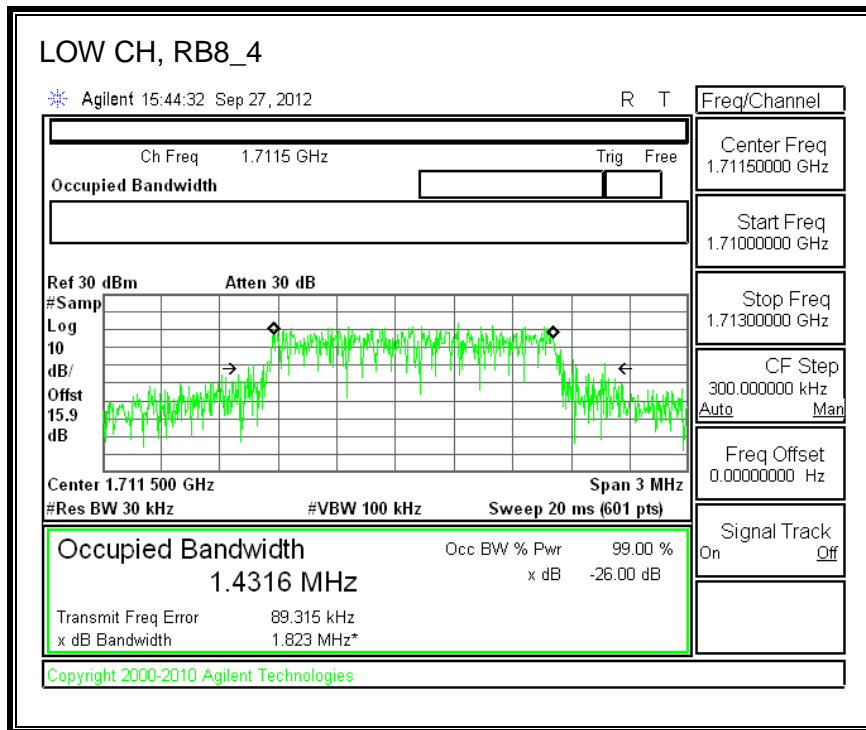 LOW CH, RB8_4
Agilent 15:44:32 Sep 27, 2012 R T
Freq/Channel
Ch Freq 1.7115 GHz Trig Free
Occupied Bandwidth
Center Freq
1.71150000 GHz
Start Freq
1.71000000 GHz
Stop Freq
1.71300000 GHz
CF Step
300.000000 kHz
Auto Man
Freq Offset
0.00000000 Hz
Signal Track
On Off
Ref 30 dBm Atten 30 dB
#Samp
Log
10
dB/
Offst
15.9
dB
Center 1.711 500 GHz Span 3 MHz
#Res BW 30 kHz #VBW 100 kHz Sweep 20 ms (601 pts)
Occupied Bandwidth
1.4316 MHz
Occ BW % Pwr 99.00 %
x dB -26.00 dB
Transmit Freq Error 89.315 kHz
x dB Bandwidth 1.823 MHz*
Copyright 2000-2010 Agilent Technologies